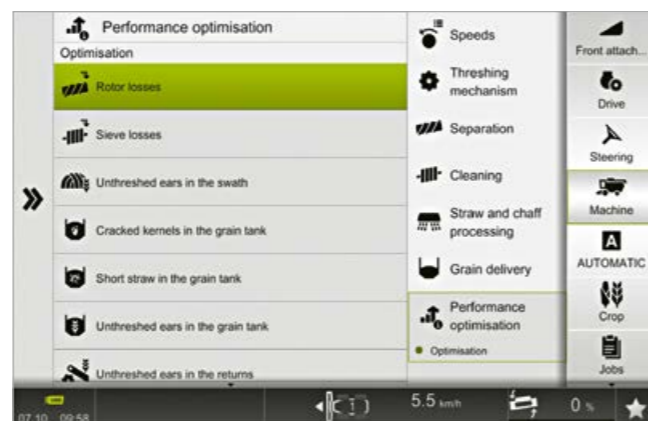 Performance optimisation
Optimisation
Rotor losses
Sieve losses
Unthreshed ears in the swath
Cracked kernels in the grain tank
Short straw in the grain tank
Unthreshed ears in the grain tank
Unthreshed ears in the returns
Speeds
Threshing
mechanism
Separation
Cleaning
Straw and chaff
processing
Grain delivery
Performance
optimisation
Optimisation
Front attach...
Drive
Steering
Machine
A
AUTOMATIC
Crop
Jobs
07.10 09:58
5.5 km/h
0 %